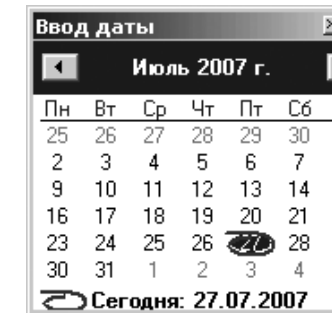 Ввод даты
Июль 2007 г.
Пн Вт Ср Чт Пт Сб
25 26 27 28 29 30
2 3 4 5 6 7
9 10 11 12 13 14
16 17 18 19 20 21
23 24 25 26 27 28
30 31 1 2 3 4
Сегодня: 27.07.2007